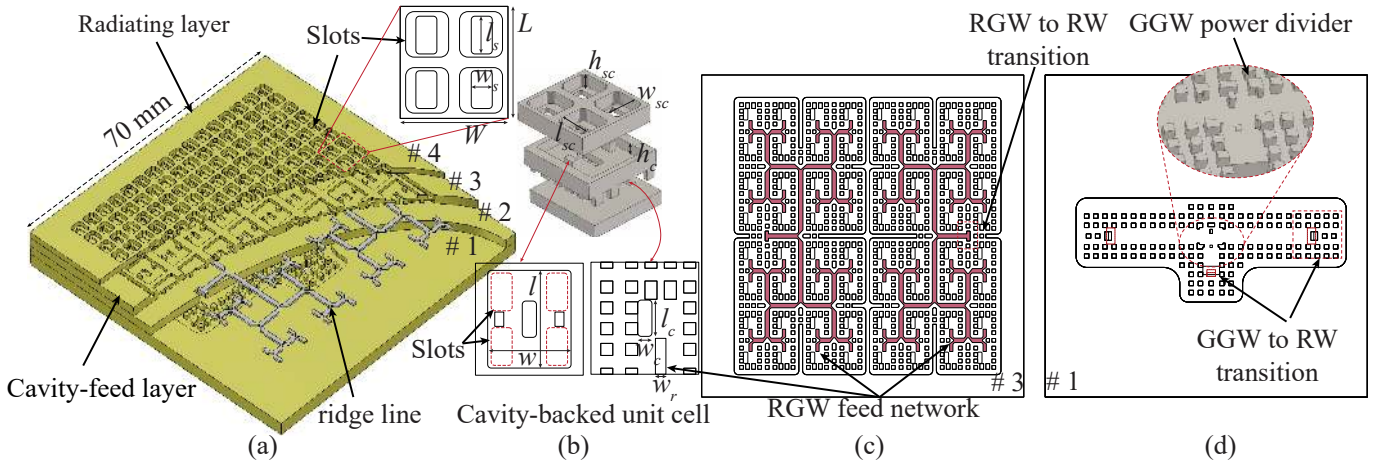 Radiating layer
Slots
70 mm
# 4
# 3
# 2
# 1
Cavity-feed layer
ridge line
(a)
L
l_s
w_s
W
h_sc
w_sc
l_sc
h_c
Slots
l
w
l_c
w_c
w_r
Cavity-backed unit cell
(b)
RGW to RW
transition
# 3
RGW feed network
(c)
GGW power divider
GGW to RW
transition
# 1
(d)